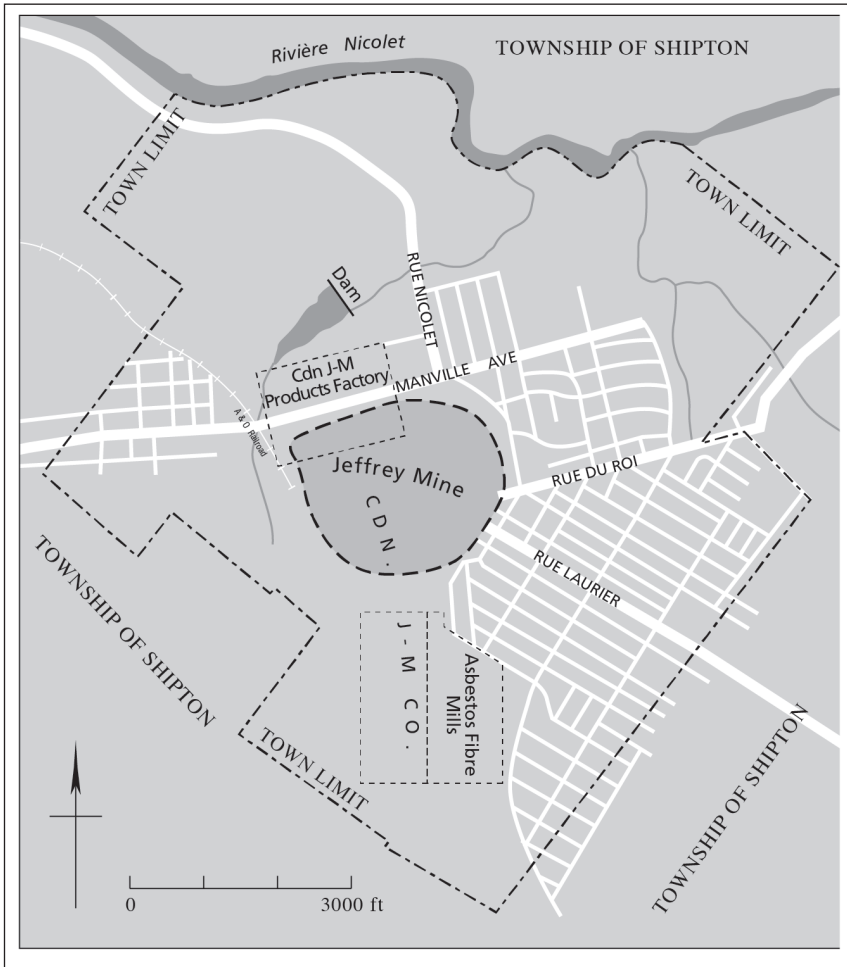 Rivière Nicolet
TOWNSHIP OF SHIPTON
TOWN LIMIT
TOWN LIMIT
Dam
RUE NICOLET
Cdn J-M
Products Factory
MANVILLE AVE
A & D Railroad
Jeffrey Mine
RUE DU ROI
CDN.
RUE LAURIER
TOWNSHIP OF SHIPTON
J-M CO.
Asbestos Fibre
Mills
TOWN LIMIT
TOWNSHIP OF SHIPTON
0 3000 ft